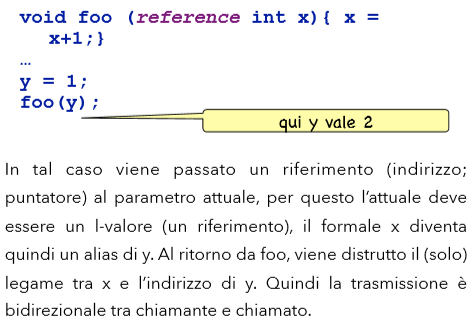 void foo (reference int x){ x =
x+1;}
…
y = 1;
foo(y);
qui y vale 2
In tal caso viene passato un riferimento (indirizzo;
puntatore) al parametro attuale, per questo l'attuale deve
essere un l-valore (un riferimento), il formale x diventa
quindi un alias di y. Al ritorno da foo, viene distrutto il (solo)
legame tra x e l'indirizzo di y. Quindi la trasmissione è
bidirezionale tra chiamante e chiamato.